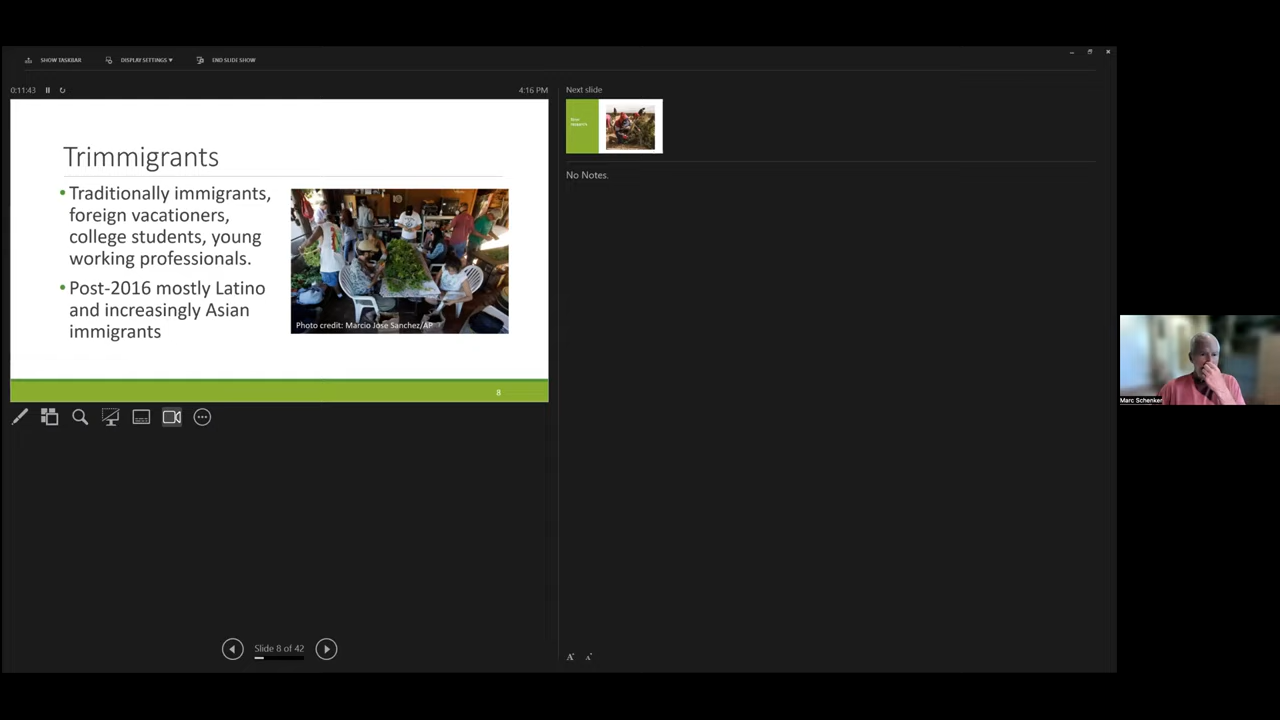 SHOW TASKBAR
DISPLAY SETTINGS ▾
END SLIDE SHOW
0:11:43
4:16 PM
Next slide
Trimmigrants
• Traditionally immigrants,
foreign vacationers,
college students, young
working professionals.
• Post-2016 mostly Latino
and increasingly Asian
immigrants
Photo credit: Marcio Jose Sanchez/AP
8
No Notes.
Marc Schenker
Slide 8 of 42
A
A